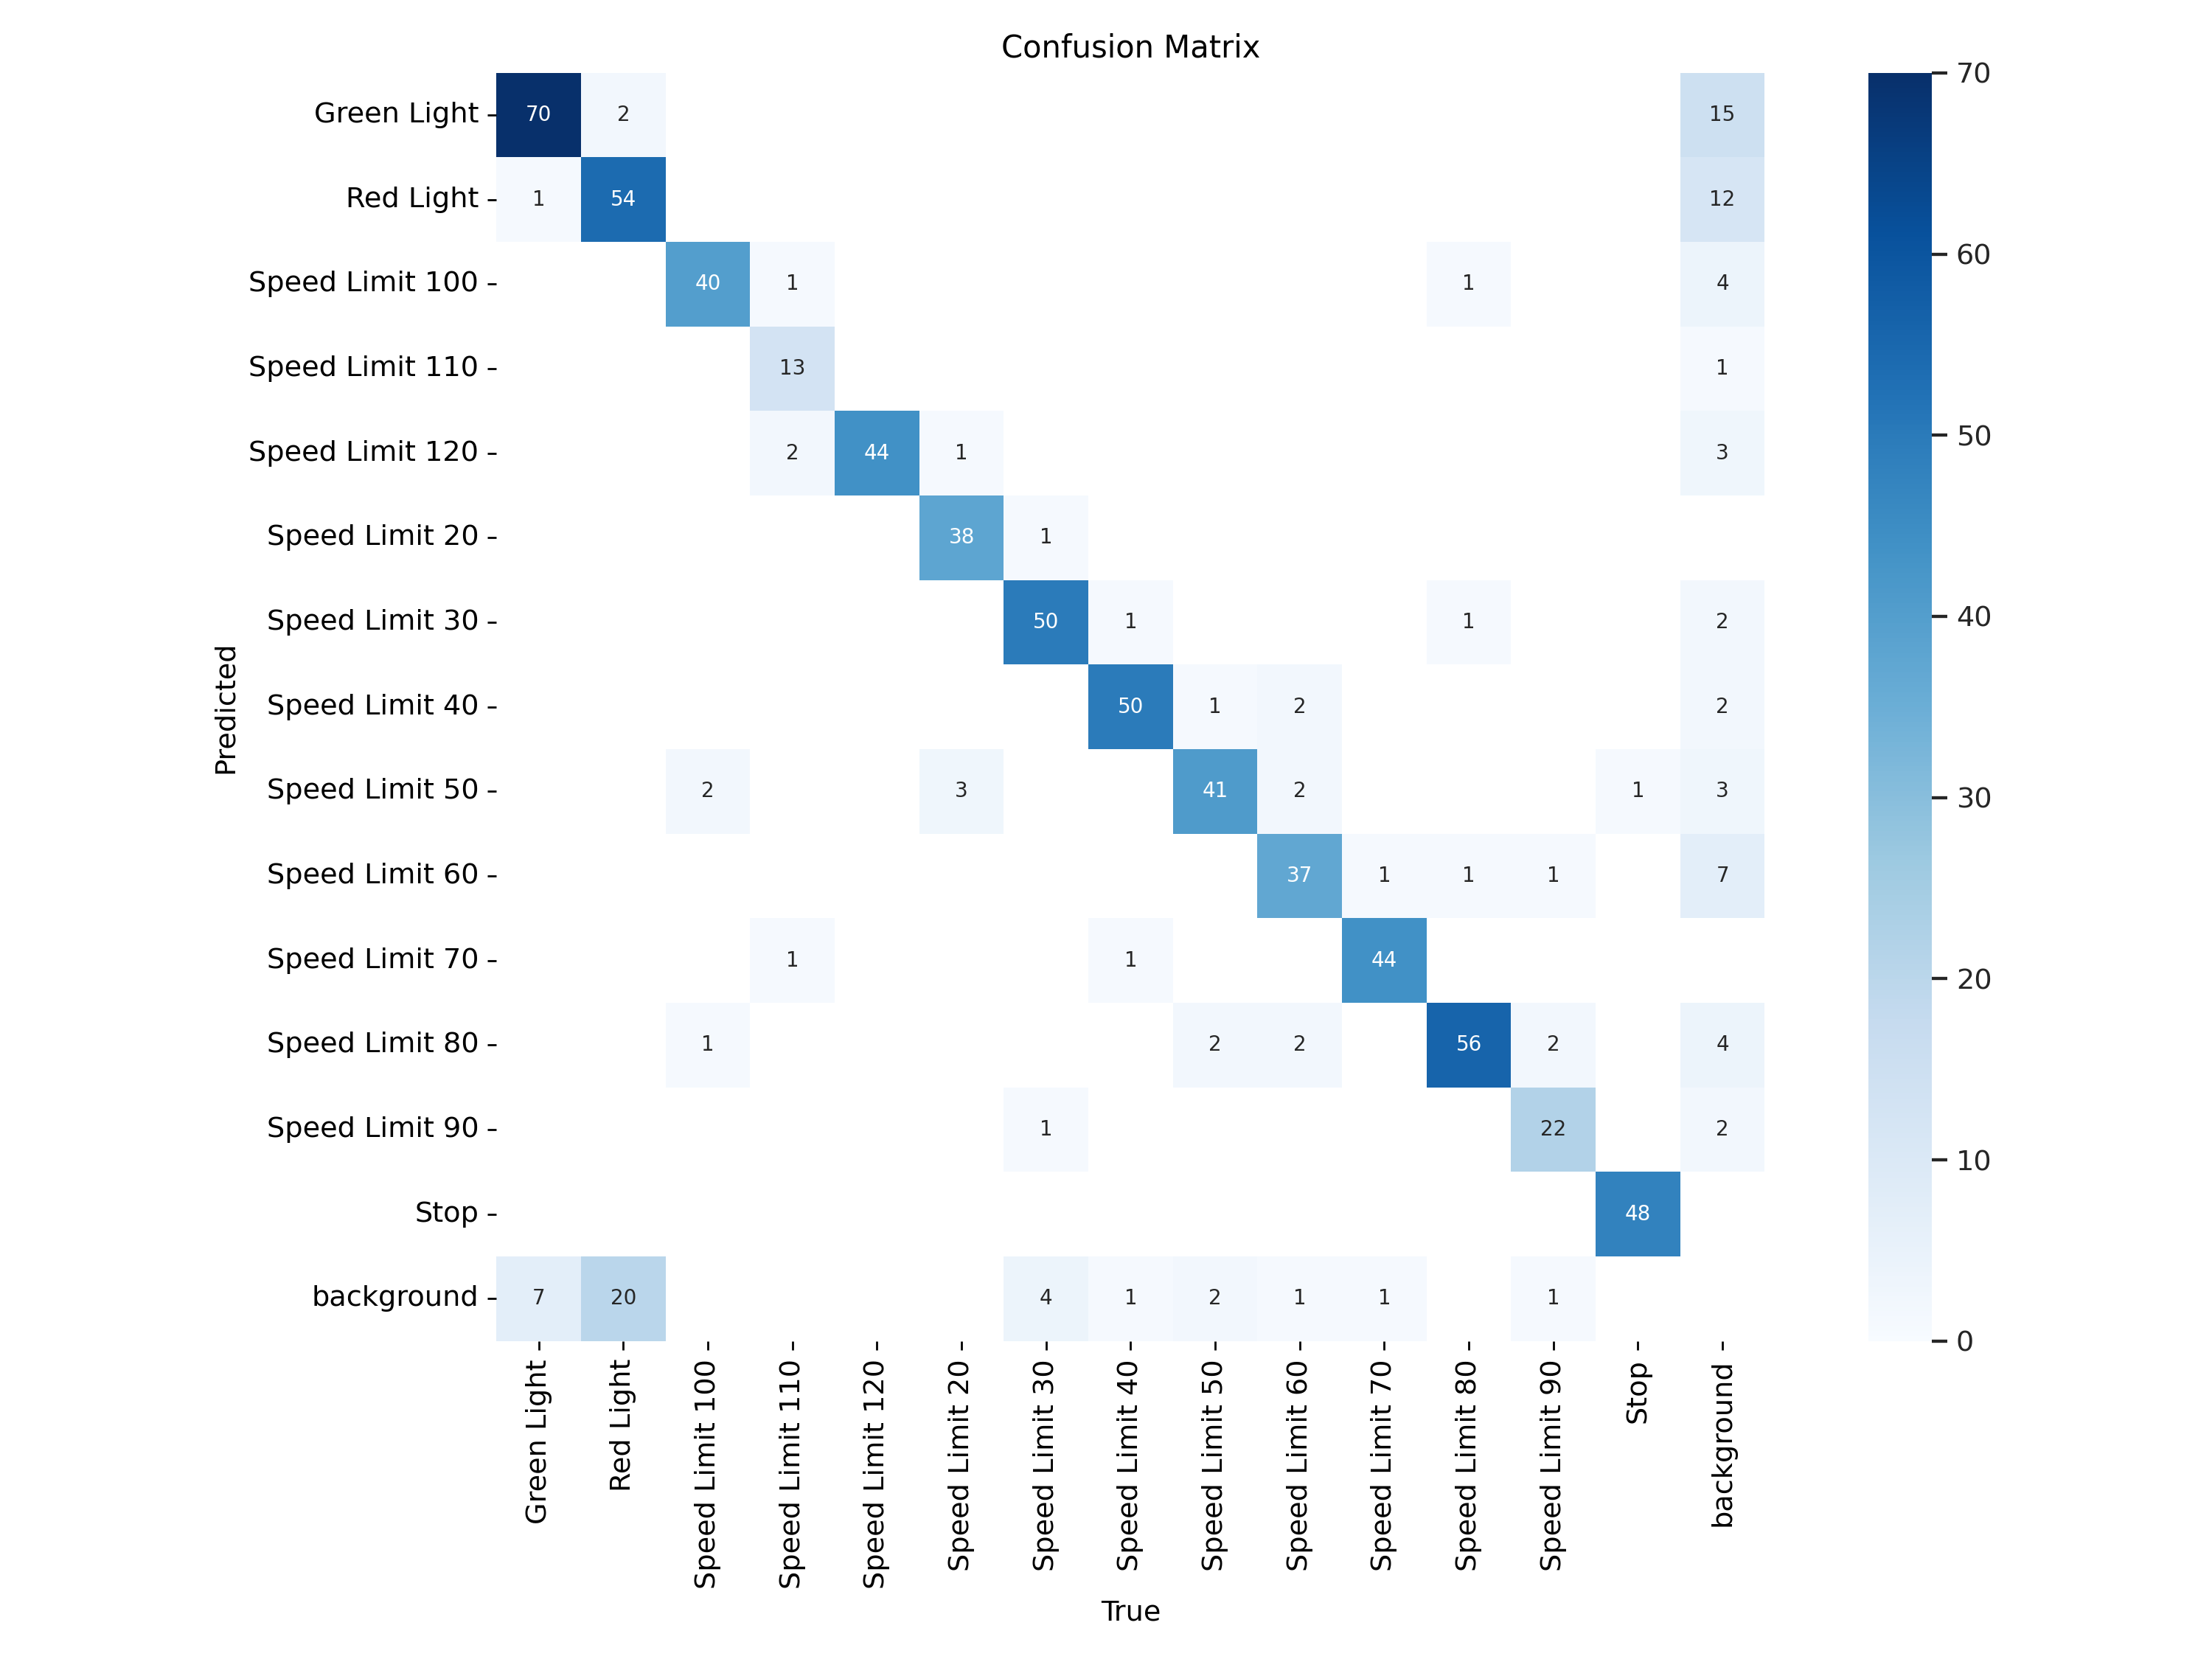 Confusion Matrix
Predicted
Green Light 70 2 15
Red Light 1 54 12
Speed Limit 100 40 1 1 4
Speed Limit 110 13 1
Speed Limit 120 2 44 1 3
Speed Limit 20 38 1
Speed Limit 30 50 1 1 2
Speed Limit 40 50 1 2 2
Speed Limit 50 2 3 41 2 1 3
Speed Limit 60 37 1 1 1 7
Speed Limit 70 1 1 44
Speed Limit 80 1 2 2 56 2 4
Speed Limit 90 1 22 2
Stop 48
background 7 20 4 1 2 1 1 1
Green Light
Red Light
Speed Limit 100
Speed Limit 110
Speed Limit 120
Speed Limit 20
Speed Limit 30
Speed Limit 40
Speed Limit 50
Speed Limit 60
Speed Limit 70
Speed Limit 80
Speed Limit 90
Stop
background
True
70
60
50
40
30
20
10
0